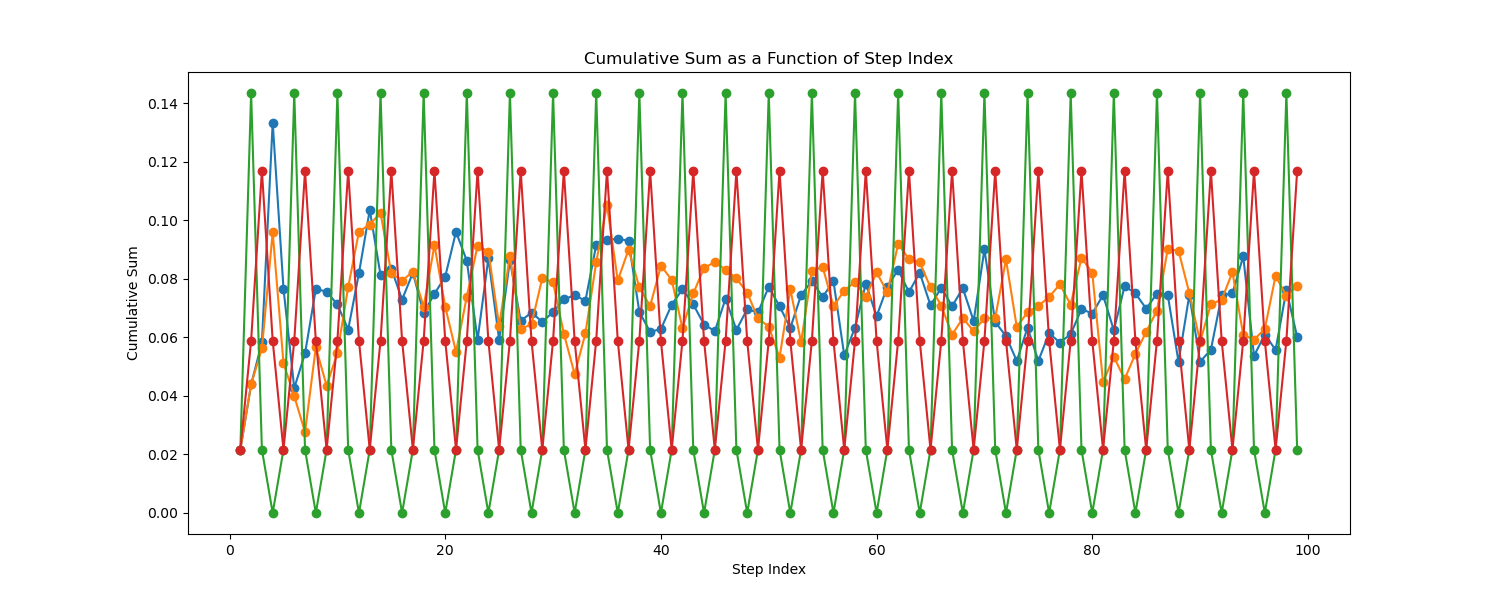 Cumulative Sum as a Function of Step Index
0.14
0.12
0.10
0.08
0.06
0.04
0.02
0.00
Cumulative Sum
0 20 40 60 80 100
Step Index